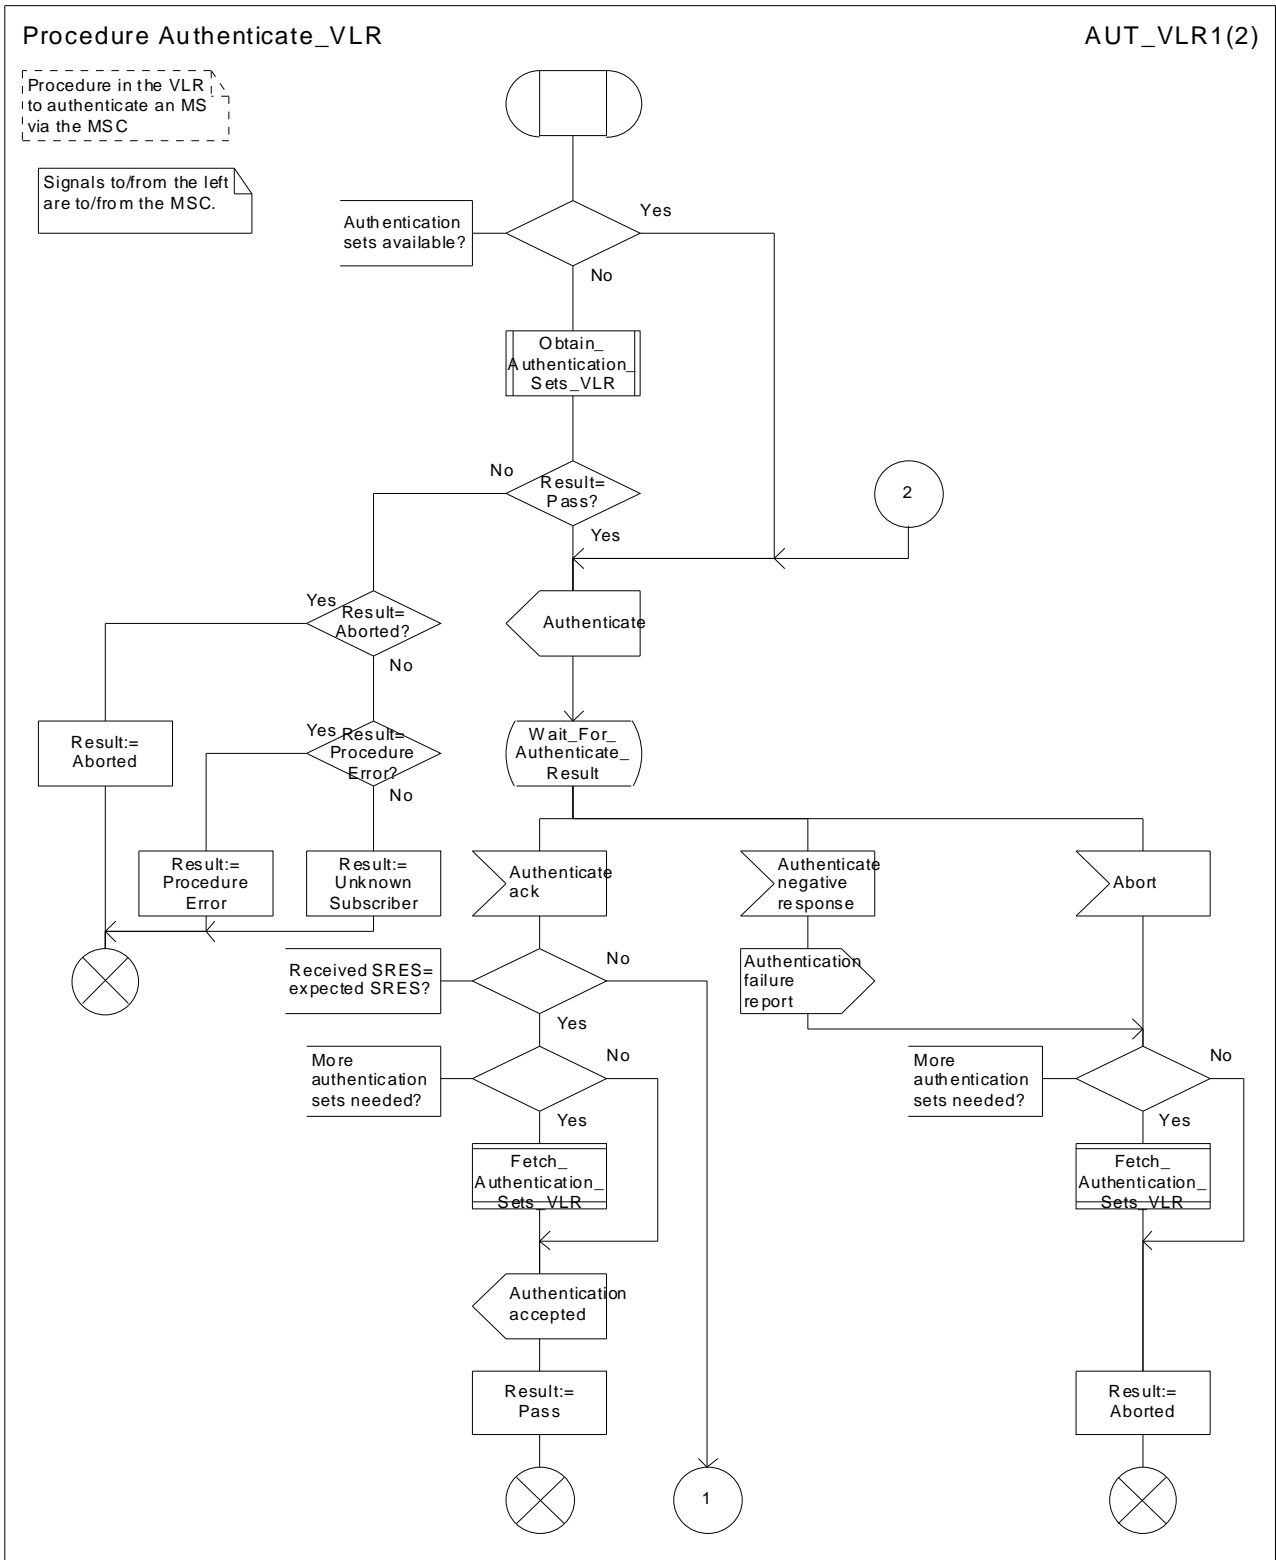 Procedure Authenticate_VLR
AUT_VLR1(2)
Procedure in the VLR
to authenticate an MS
via the MSC
Signals to/from the left
are to/from the MSC.
Authentication
sets available?
Yes
No
Obtain_
Authentication_
Sets_VLR
No
Result=
Pass?
Yes
2
Yes
Result=
Aborted?
No
Authenticate
Result:=
Aborted
Yes
Result=
Procedure
Error?
No
Wait_For_
Authenticate_
Result
Result:=
Procedure
Error
Result:=
Unknown
Subscriber
Authenticate
ack
Authenticate
negative
response
Abort
Received SRES=
expected SRES?
No
Yes
Authentication
failure
report
More
authentication
sets needed?
No
Yes
More
authentication
sets needed?
No
Yes
Fetch_
Authentication_
Sets_VLR
Fetch_
Authentication_
Sets_VLR
Authentication
accepted
Result:=
Pass
Result:=
Aborted
1